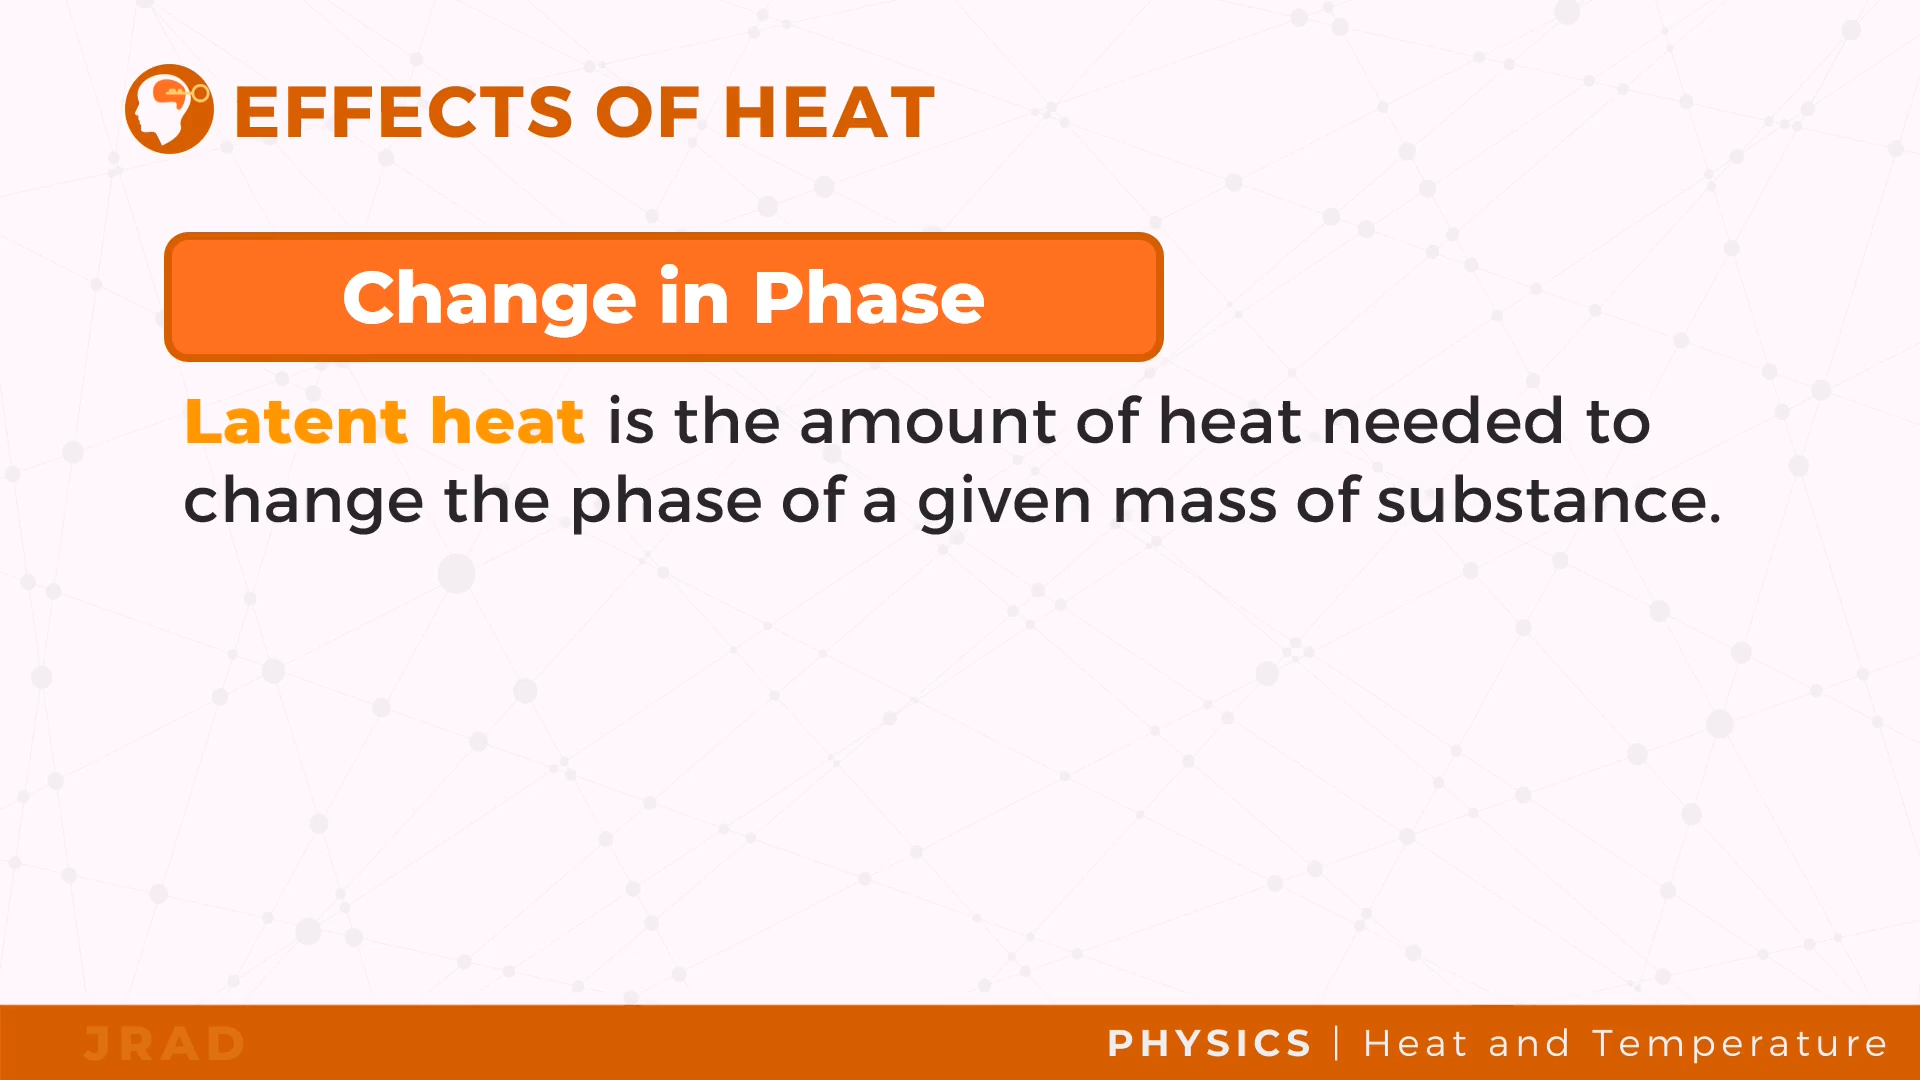 EFFECTS OF HEAT
Change in Phase
Latent heat is the amount of heat needed to
change the phase of a given mass of substance.
JRAD
PHYSICS | Heat and Temperature